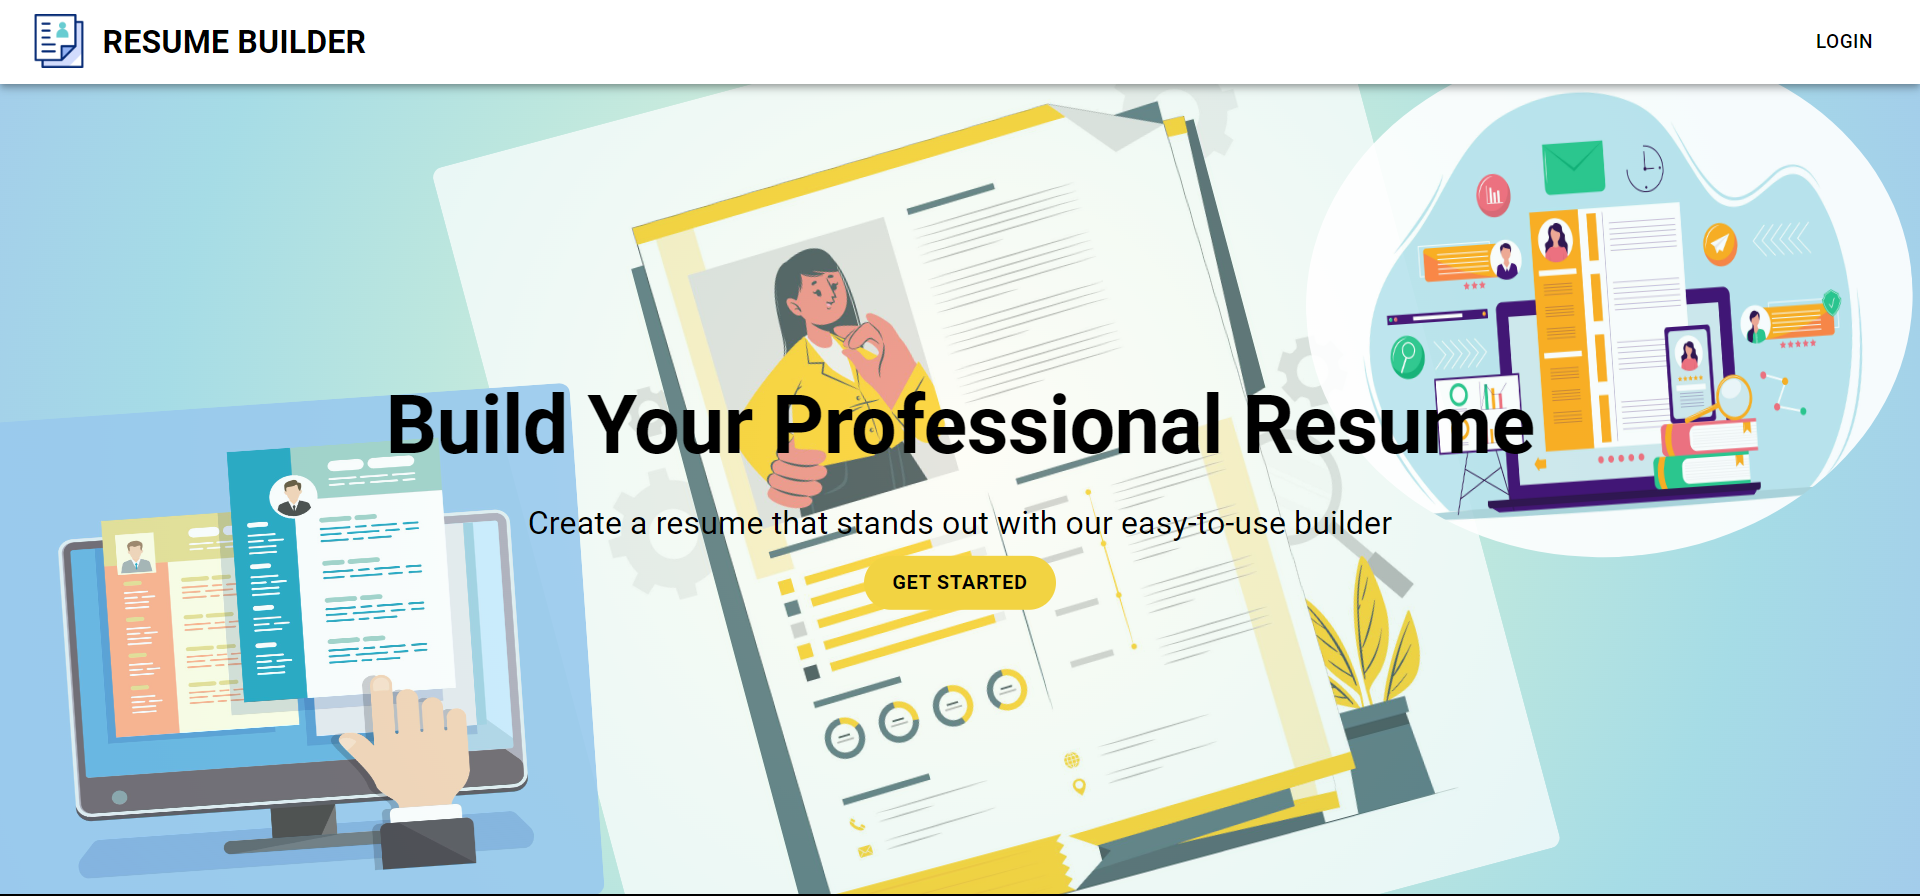 RESUME BUILDER
LOGIN
Build Your Professional Resume
Create a resume that stands out with our easy-to-use builder
GET STARTED